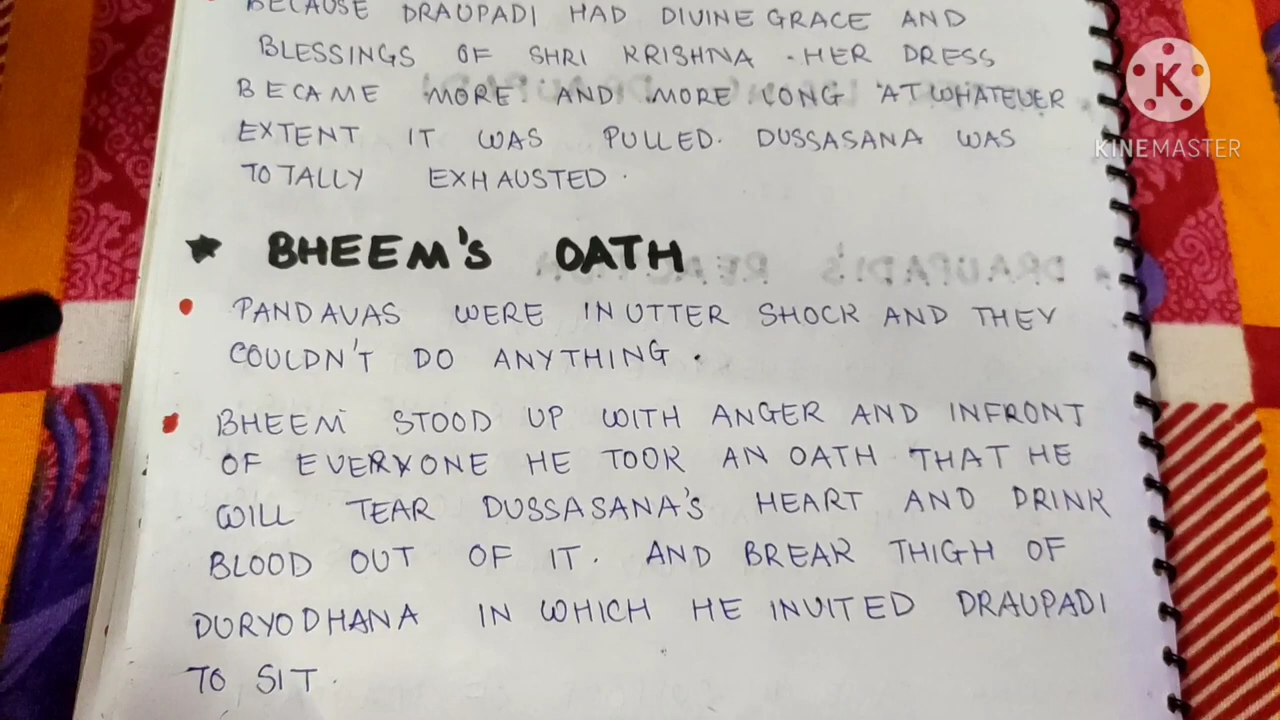 BECAUSE DRAUPADI HAD DIVINE GRACE AND
BLESSINGS OF SHRI KRISHNA . HER DRESS
BECAME MORE AND MORE LONG AT WHATEVER
EXTENT IT WAS PULLED. DUSSASANA WAS
TOTALLY EXHAUSTED.
K
KINEMASTER
★ BHEEM'S OATH
• PANDAVAS WERE IN UTTER SHOCK AND THEY
COULDN'T DO ANYTHING.
• BHEEM STOOD UP WITH ANGER AND INFRONT
OF EVERYONE HE TOOK AN OATH THAT HE
WILL TEAR DUSSASANA'S HEART AND DRINK
BLOOD OUT OF IT. AND BREAK THIGH OF
DURYODHANA IN WHICH HE INVITED DRAUPADI
TO SIT.